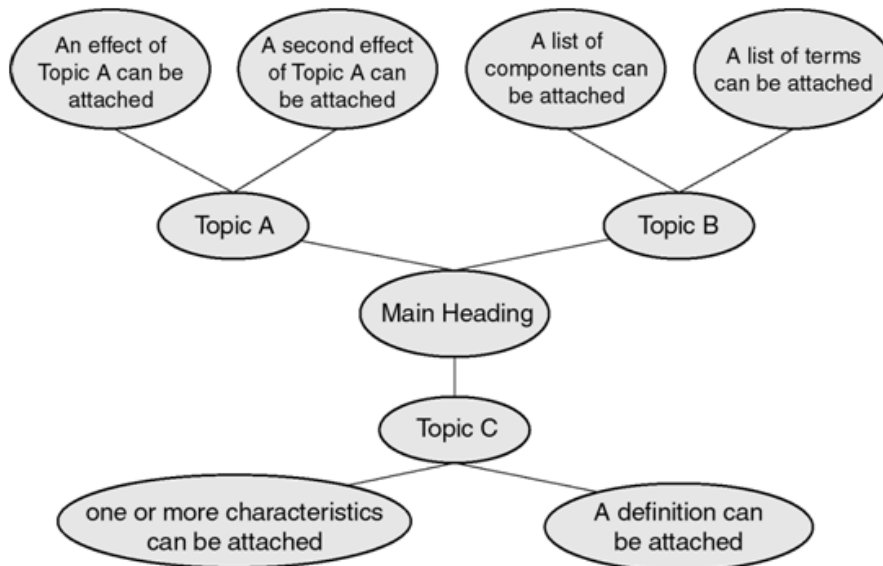 An effect of
Topic A can be
attached
A second effect
of Topic A can
be attached
A list of
components can
be attached
A list of terms
can be attached
Topic A
Topic B
Main Heading
Topic C
one or more characteristics
can be attached
A definition can
be attached